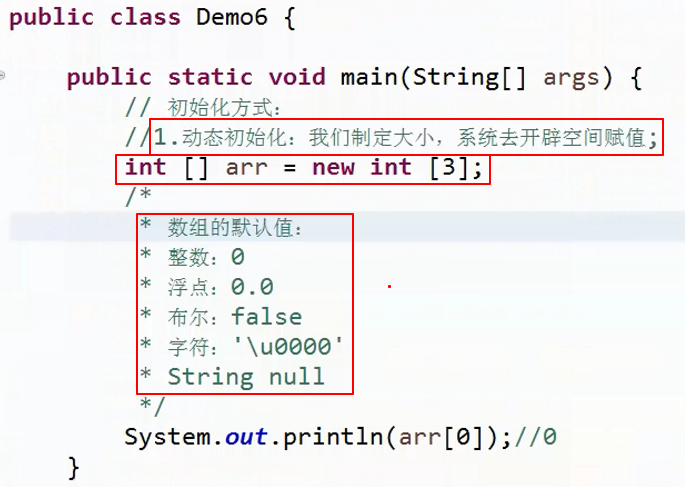 public class Demo6 {
public static void main(String[] args) {
// 初始化方式：
//1.动态初始化：我们制定大小，系统去开辟空间赋值;
int [] arr = new int [3];
/*
* 数组的默认值：
* 整数：0
* 浮点：0.0
* 布尔：false
* 字符：'\u0000'
* String null
*/
System.out.println(arr[0]);//0
}